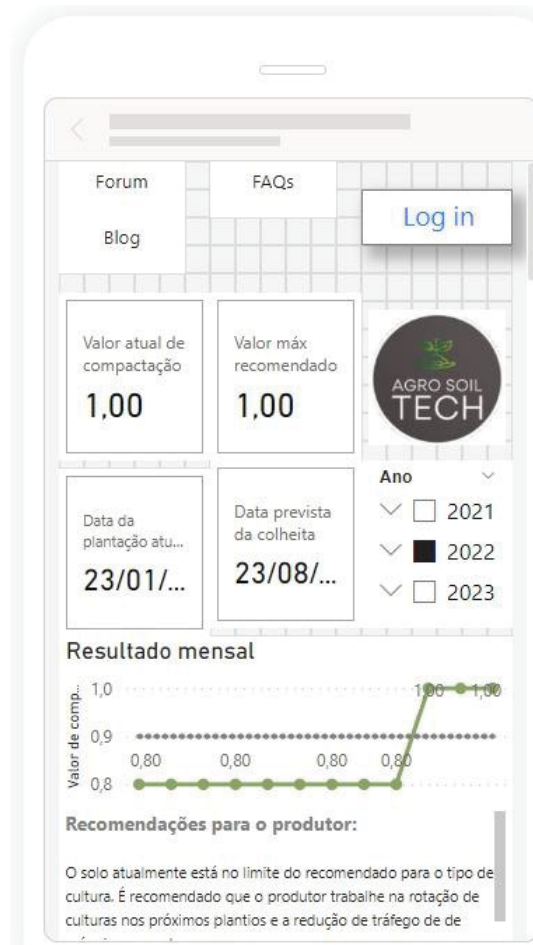 Forum
FAQs
Log in
Blog
Valor atual de
compactação
1,00
Valor máx
recomendado
1,00
AGRO SOIL
TECH
Data da
plantação atu...
23/01/...
Data prevista
da colheita
23/08/...
Ano
2021
2022
2023
Resultado mensal
Valor de comp...
1,0
0,9
0,8
0,80
0,80
0,80
0,80
1,00
1,00
Recomendações para o produtor:
O solo atualmente está no limite do recomendado para o tipo de
cultura. É recomendado que o produtor trabalhe na rotação de
culturas nos próximos plantios e a redução de tráfego de de